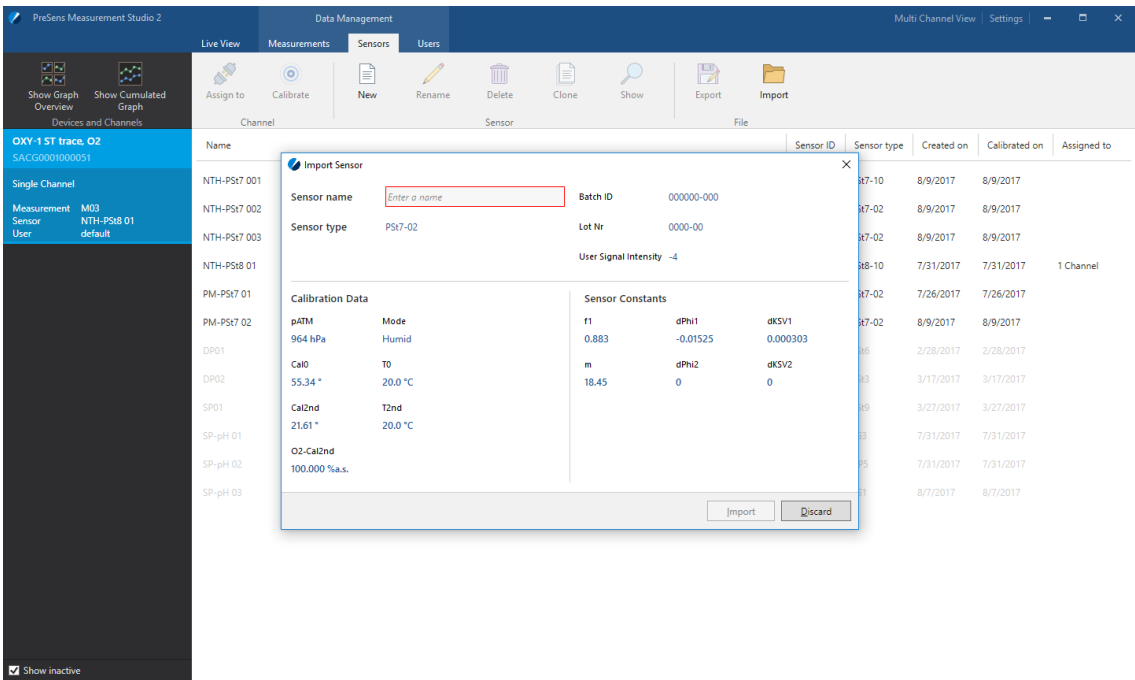 PreSens Measurement Studio 2
Data Management
Multi Channel View Settings
Live View Measurements Sensors Users
Show Graph Overview
Show Cumulated Graph
Devices and Channels
Assign to Calibrate
Channel
New Rename Delete Clone Show
Sensor
Export Import
File
OXY-1 ST trace, O2
SACG0001000051
Single Channel
Measurement M03
Sensor NTH-PSt8 01
User default
Show inactive
Name Sensor ID Sensor type Created on Calibrated on Assigned to
NTH-PSt7 001 St7-10 8/9/2017 8/9/2017
NTH-PSt7 002 St7-02 8/9/2017 8/9/2017
NTH-PSt7 003 St7-02 8/9/2017 8/9/2017
NTH-PSt8 01 St8-10 7/31/2017 7/31/2017 1 Channel
PM-PSt7 01 St7-02 7/26/2017 7/26/2017
PM-PSt7 02 St7-02 8/9/2017 8/9/2017
DP01 St6 2/28/2017 2/28/2017
DP02 St3 3/17/2017 3/17/2017
SP01 St9 3/27/2017 3/27/2017
SP-pH 01 7/31/2017 7/31/2017
SP-pH 02 7/31/2017 7/31/2017
SP-pH 03 8/7/2017 8/7/2017
Import Sensor
Sensor name Enter a name Batch ID 000000-000
Sensor type PSt7-02 Lot Nr 0000-00
User Signal Intensity -4
Calibration Data
pATM Mode
964 hPa Humid
Cal0 T0
55.34 ° 20.0 °C
Cal2nd T2nd
21.61 ° 20.0 °C
O2-Cal2nd
100.000 %a.s.
Sensor Constants
f1 dPhi1 dKSV1
0.883 -0.01525 0.000303
m dPhi2 dKSV2
18.45 0 0
Import Discard